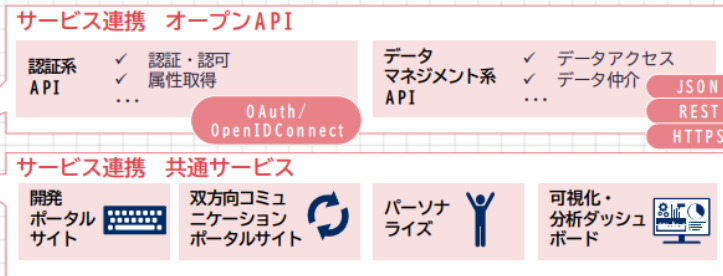 サービス連携 オープンAPI
認証系
API
✓ 認証・認可
✓ 属性取得
...
OAuth/
OpenIDConnect
データ
マネジメント系
API
✓ データアクセス
✓ データ仲介
...
JSON
REST
HTTPS
サービス連携 共通サービス
開発
ポータル
サイト
双方向コミュ
ニケーション
ポータルサイト
パーソナ
ライズ
可視化・
分析ダッシュ
ボード